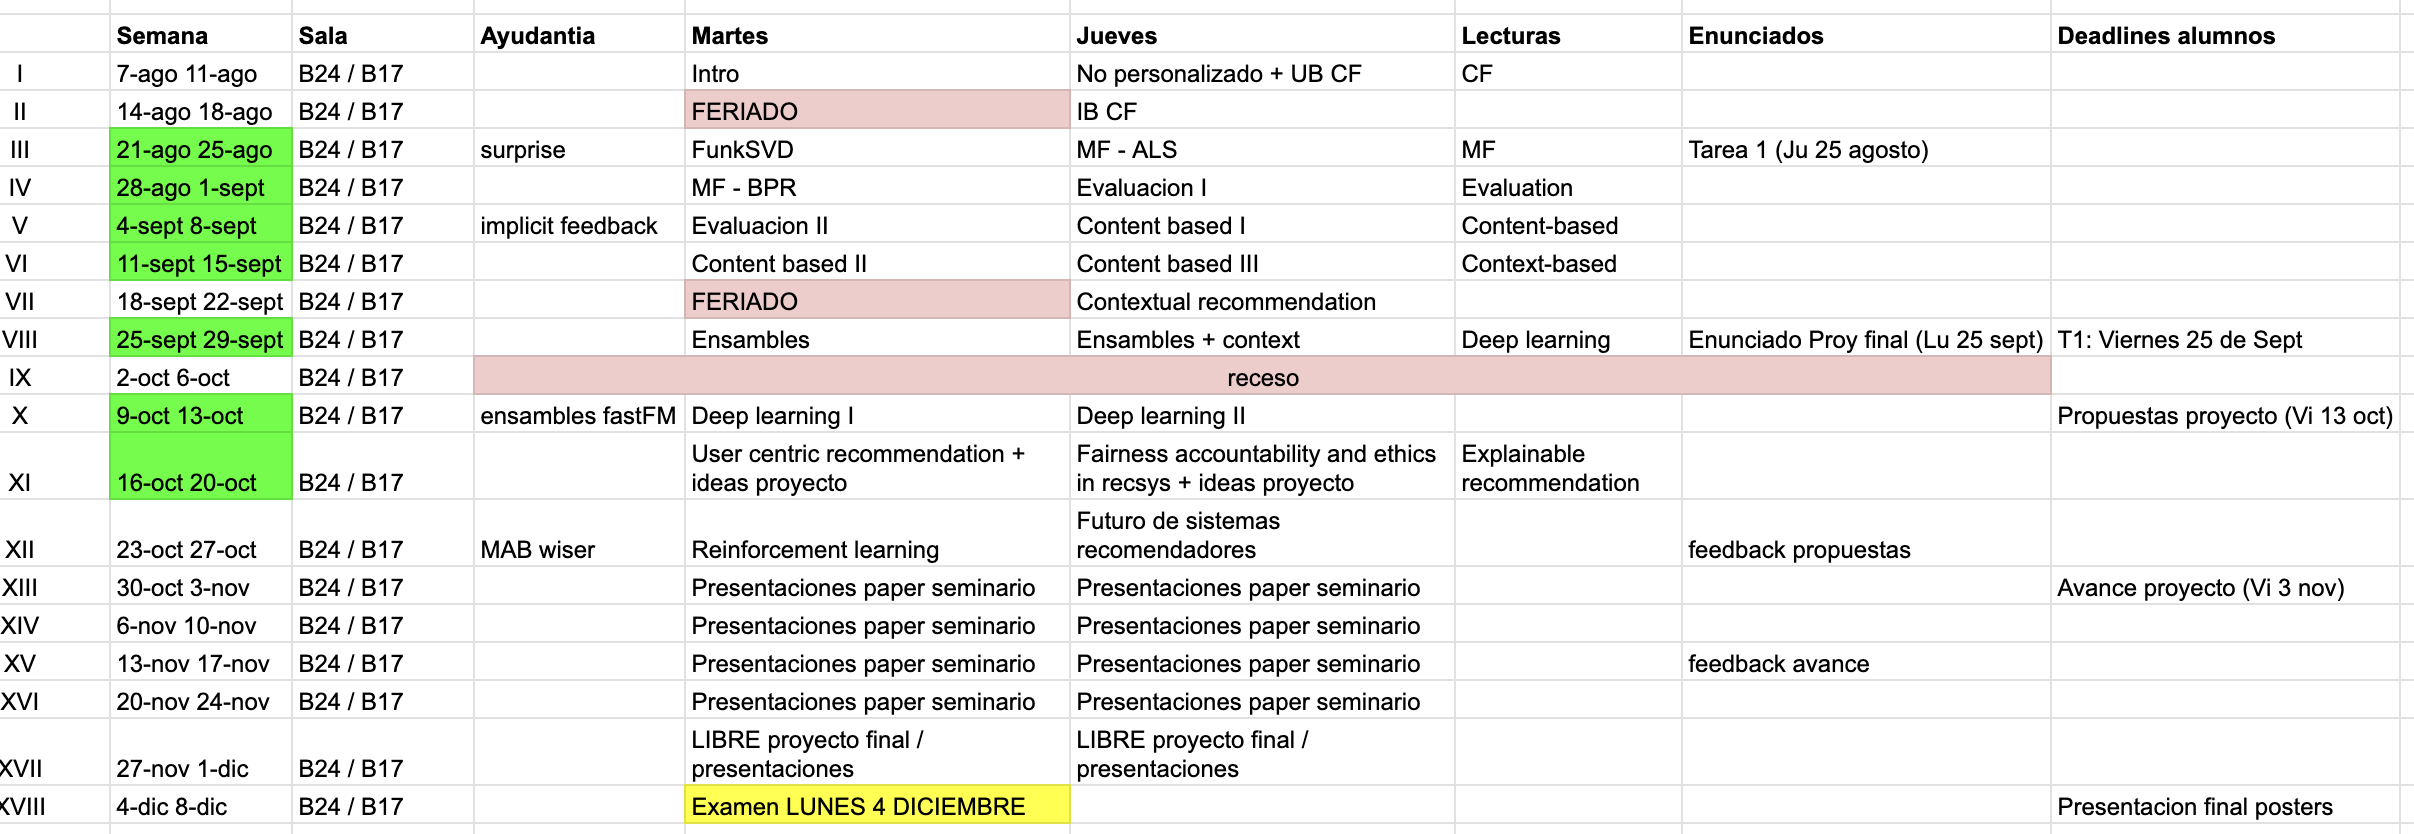 Semana Sala Ayudantia Martes Jueves Lecturas Enunciados Deadlines alumnos
I 7-ago 11-ago B24 / B17 Intro No personalizado + UB CF CF
II 14-ago 18-ago B24 / B17 FERIADO IB CF
III 21-ago 25-ago B24 / B17 surprise FunkSVD MF - ALS MF Tarea 1 (Ju 25 agosto)
IV 28-ago 1-sept B24 / B17 MF - BPR Evaluacion I Evaluation
V 4-sept 8-sept B24 / B17 implicit feedback Evaluacion II Content based I Content-based
VI 11-sept 15-sept B24 / B17 Content based II Content based III Context-based
VII 18-sept 22-sept B24 / B17 FERIADO Contextual recommendation
VIII 25-sept 29-sept B24 / B17 Ensambles Ensambles + context Deep learning Enunciado Proy final (Lu 25 sept) T1: Viernes 25 de Sept
IX 2-oct 6-oct B24 / B17 receso
X 9-oct 13-oct B24 / B17 ensambles fastFM Deep learning I Deep learning II Propuestas proyecto (Vi 13 oct)
User centric recommendation + Fairness accountability and ethics Explainable
XI 16-oct 20-oct B24 / B17 ideas proyecto in recsys + ideas proyecto recommendation
Futuro de sistemas
XII 23-oct 27-oct B24 / B17 MAB wiser Reinforcement learning recomendadores feedback propuestas
XIII 30-oct 3-nov B24 / B17 Presentaciones paper seminario Presentaciones paper seminario Avance proyecto (Vi 3 nov)
XIV 6-nov 10-nov B24 / B17 Presentaciones paper seminario Presentaciones paper seminario
XV 13-nov 17-nov B24 / B17 Presentaciones paper seminario Presentaciones paper seminario feedback avance
XVI 20-nov 24-nov B24 / B17 Presentaciones paper seminario Presentaciones paper seminario
LIBRE proyecto final / LIBRE proyecto final /
XVII 27-nov 1-dic B24 / B17 presentaciones presentaciones
XVIII 4-dic 8-dic B24 / B17 Examen LUNES 4 DICIEMBRE Presentacion final posters